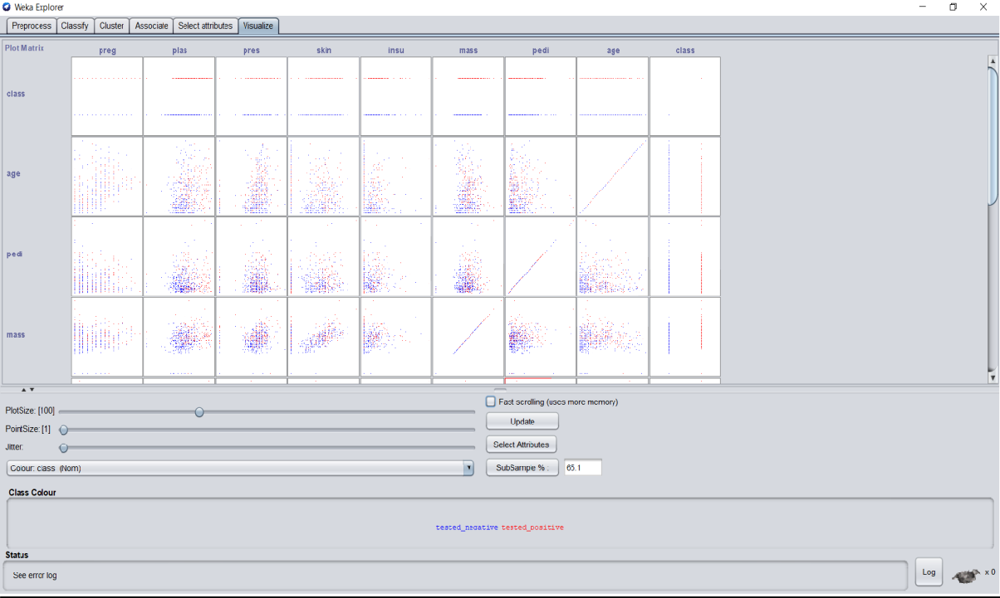 Weka Explorer
Preprocess Classify Cluster Associate Select attributes Visualize
Plot Matrix preg plas pres skin insu mass pedi age class
class
age
pedi
mass
PlotSize: [100]
PointSize: [1]
Jitter:
Colour: class (Nom)
Fast scrolling (uses more memory)
Update
Select Attributes
SubSample % : 65.1
Class Colour
tested_negative tested_positive
Status
See error log
Log x 0